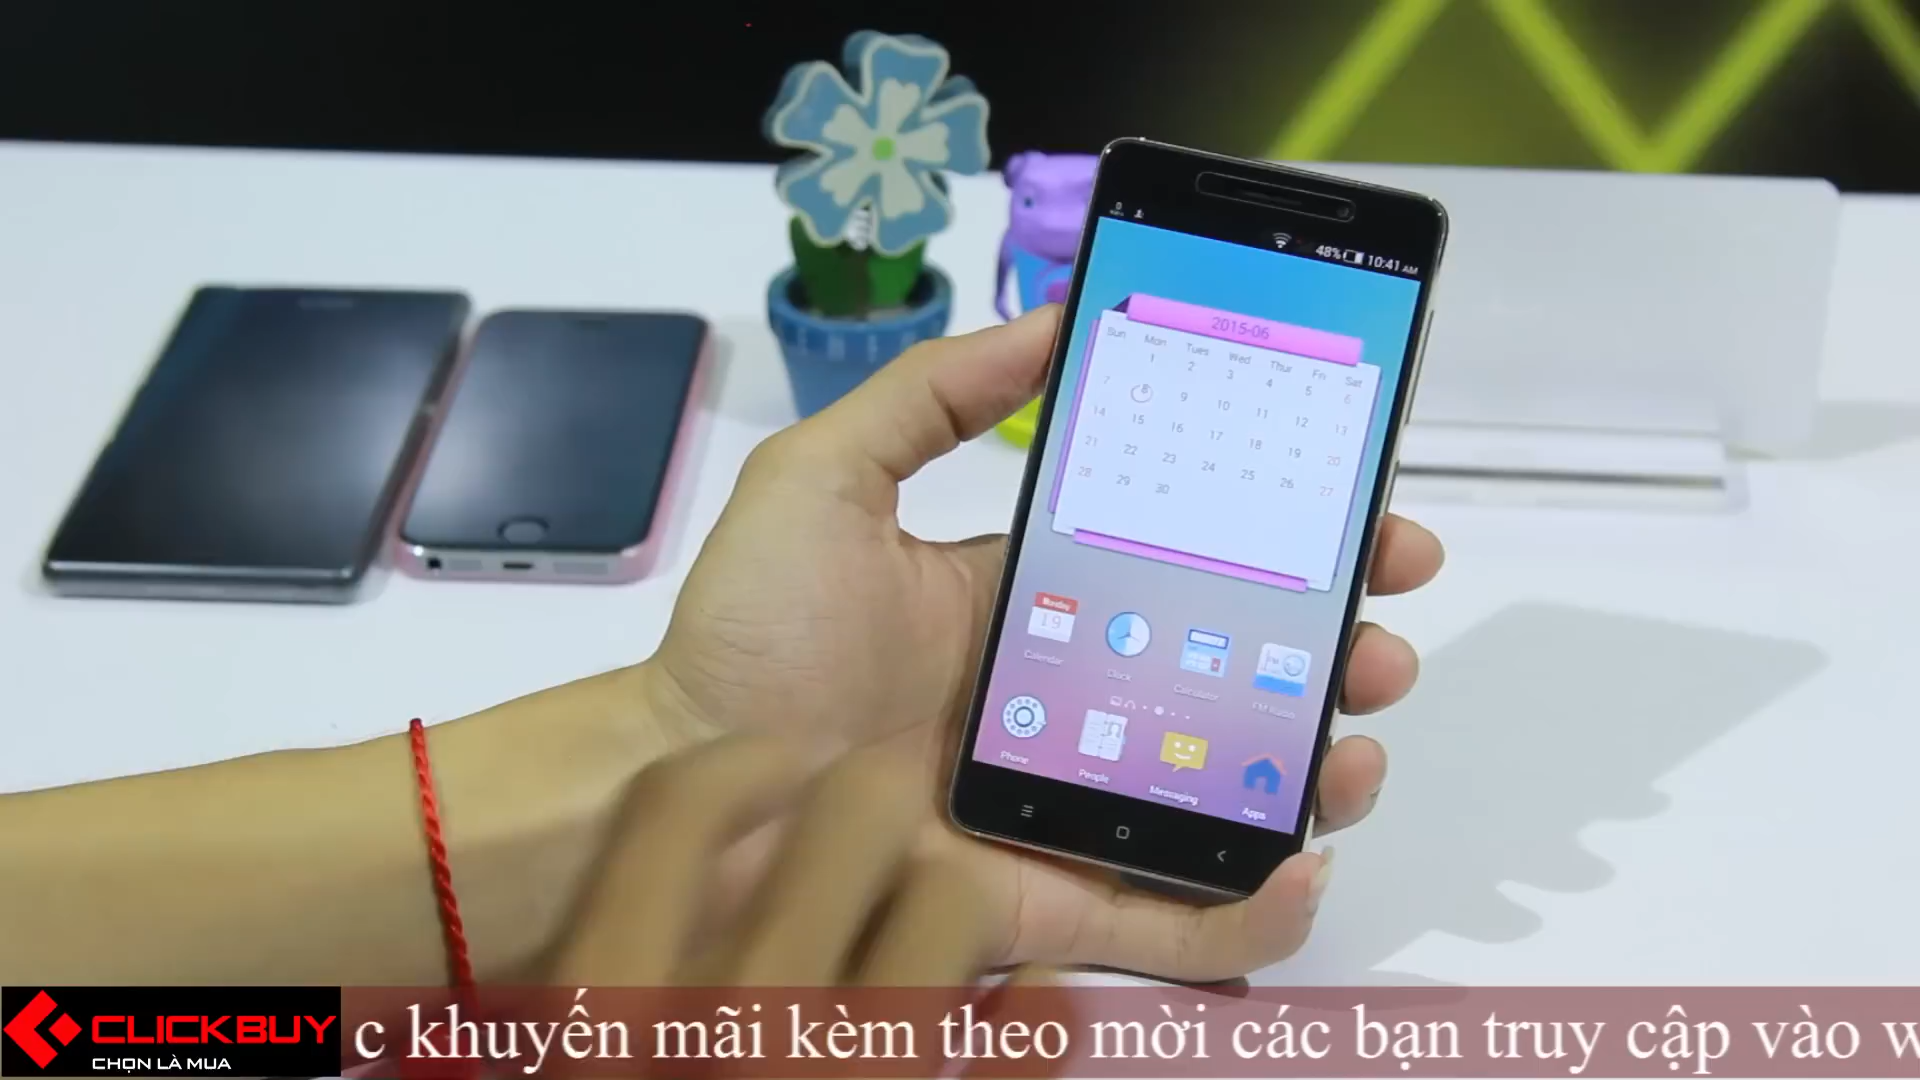 48% 10:41 AM
2015-06
Sun Mon Tues Wed Thur Fri Sat
1 2 3 4 5 6
7 8 9 10 11 12 13
14 15 16 17 18 19 20
21 22 23 24 25 26 27
28 29 30
Monday
19
Calendar Clock Calculator FM Radio
Phone People Messaging Apps
CLICKBUY
CHỌN LÀ MUA
c khuyến mãi kèm theo mời các bạn truy cập vào w